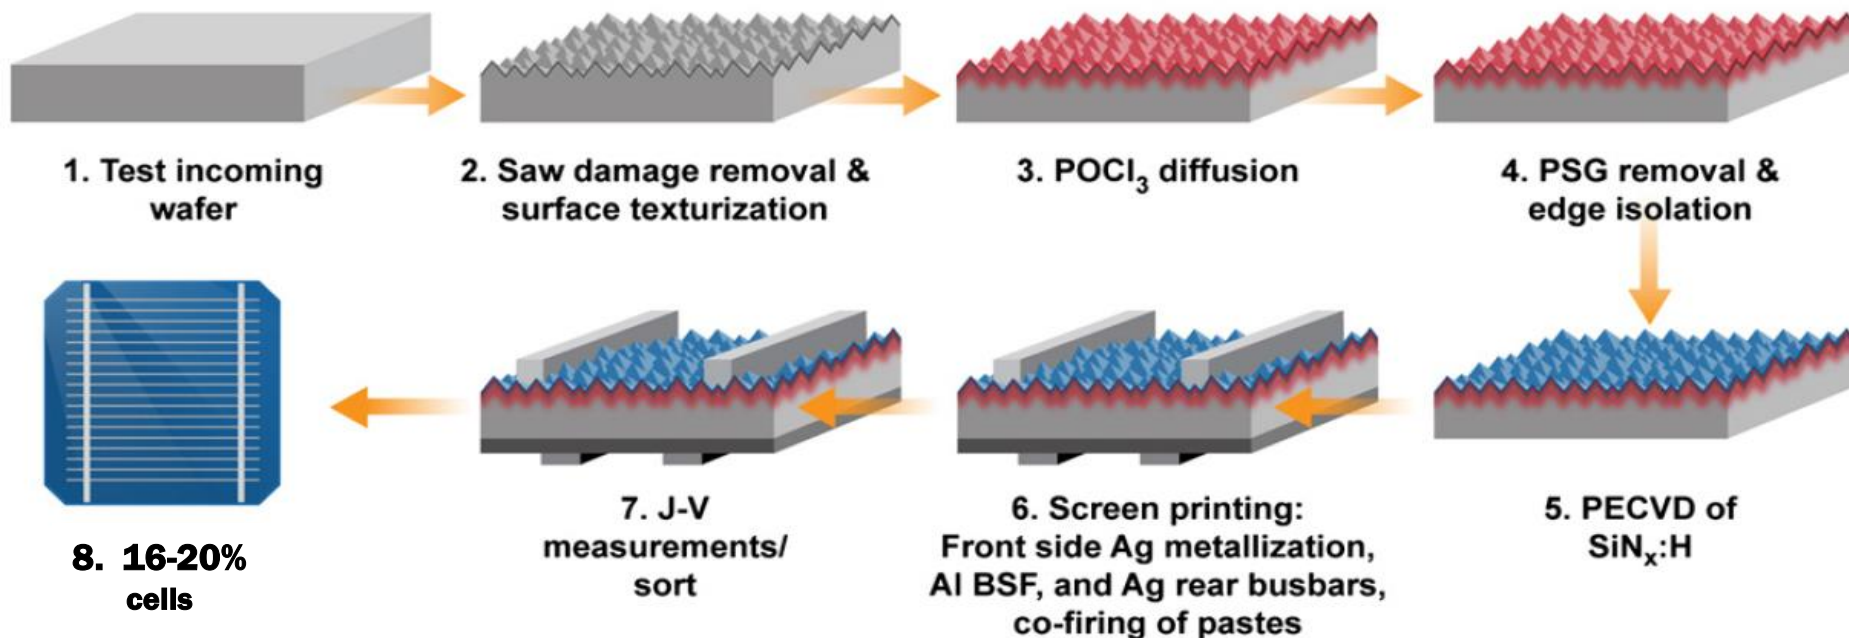 1. Test incoming
wafer
2. Saw damage removal &
surface texturization
3. POCl₃ diffusion
4. PSG removal &
edge isolation
5. PECVD of
SiNₓ:H
6. Screen printing:
Front side Ag metallization,
Al BSF, and Ag rear busbars,
co-firing of pastes
7. J-V
measurements/
sort
8. 16-20%
cells